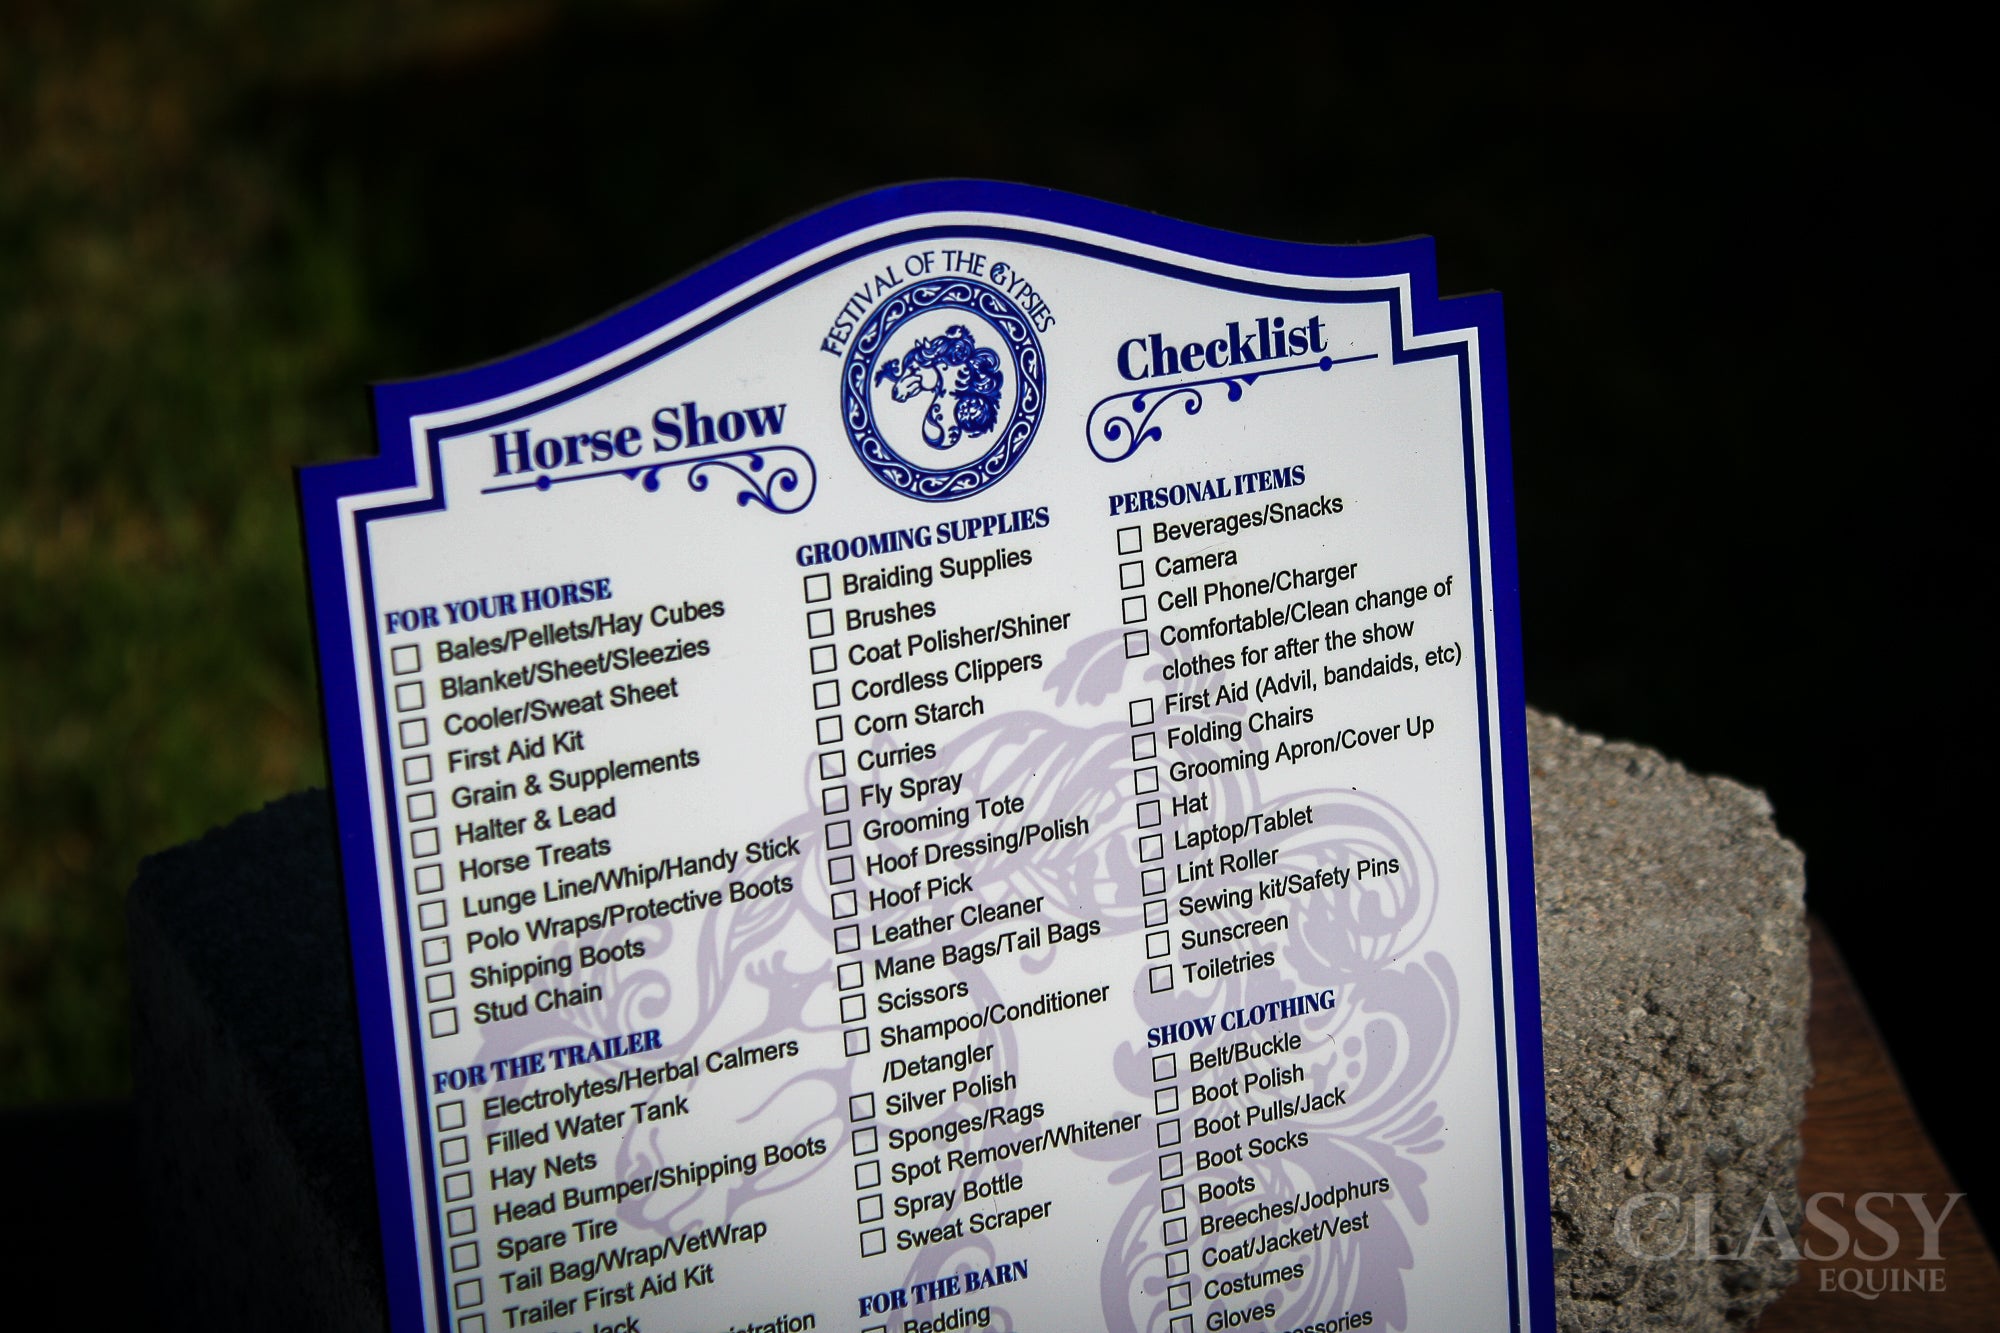 FESTIVAL OF THE GYPSIES
Horse Show
Checklist
FOR YOUR HORSE
Bales/Pellets/Hay Cubes
Blanket/Sheet/Sleezies
Cooler/Sweat Sheet
First Aid Kit
Grain & Supplements
Halter & Lead
Horse Treats
Lunge Line/Whip/Handy Stick
Polo Wraps/Protective Boots
Shipping Boots
Stud Chain
FOR THE TRAILER
Electrolytes/Herbal Calmers
Filled Water Tank
Hay Nets
Head Bumper/Shipping Boots
Spare Tire
Tail Bag/Wrap/VetWrap
Trailer First Aid Kit
GROOMING SUPPLIES
Braiding Supplies
Brushes
Coat Polisher/Shiner
Cordless Clippers
Corn Starch
Curries
Fly Spray
Grooming Tote
Hoof Dressing/Polish
Hoof Pick
Leather Cleaner
Mane Bags/Tail Bags
Scissors
Shampoo/Conditioner
/Detangler
Silver Polish
Sponges/Rags
Spot Remover/Whitener
Spray Bottle
Sweat Scraper
FOR THE BARN
Bedding
PERSONAL ITEMS
Beverages/Snacks
Camera
Cell Phone/Charger
Comfortable/Clean change of
clothes for after the show
First Aid (Advil, bandaids, etc)
Folding Chairs
Grooming Apron/Cover Up
Hat
Laptop/Tablet
Lint Roller
Sewing kit/Safety Pins
Sunscreen
Toiletries
SHOW CLOTHING
Belt/Buckle
Boot Polish
Boot Pulls/Jack
Boot Socks
Boots
Breeches/Jodphurs
Coat/Jacket/Vest
Costumes
Gloves
CLASSY
EQUINE